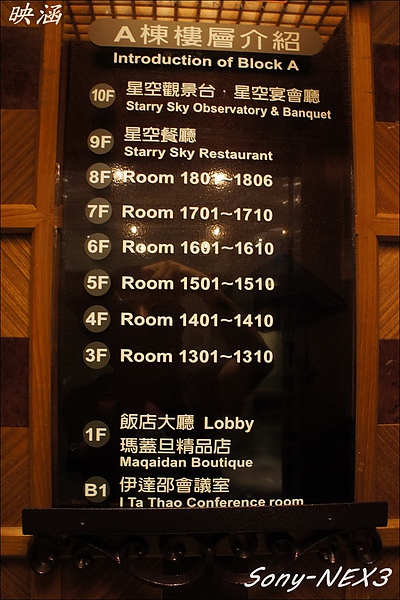 映涵
A棟樓層介紹
Introduction of Block A
10F 星空觀景台，星空宴會廳
Starry Sky Observatory & Banquet
9F 星空餐廳
Starry Sky Restaurant
8F Room 1801~1806
7F Room 1701~1710
6F Room 1601~1610
5F Room 1501~1510
4F Room 1401~1410
3F Room 1301~1310
1F 飯店大廳 Lobby
瑪蓋旦精品店
Maqaidan Boutique
B1 伊達邵會議室
I Ta Thao Conference room
Sony-NEX3